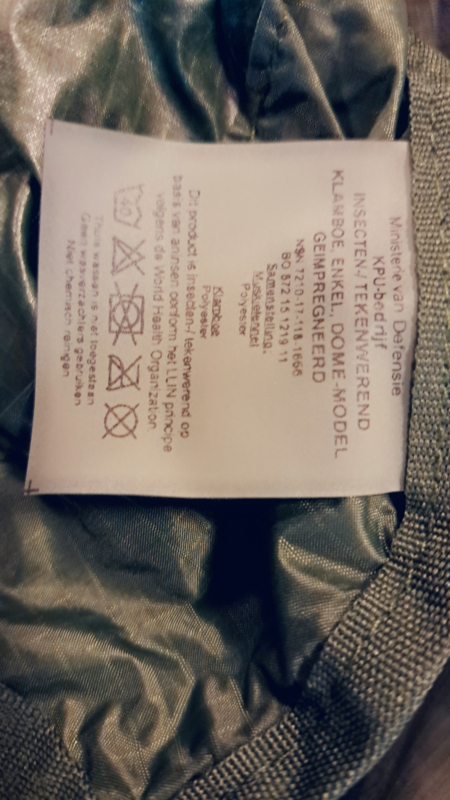 Ministerie van Defensie
KPU-bedrijf
INSECTEN-/ TEKENWEREND
KLAMBOE, ENKEL, DOME-MODEL
GEIMPREGNEERD
NSN 7210-17-118-1666
BO 872 15 1219 11
Samenstelling:
Muskietennet
Polyester
Klamboe
Polyester
Dit product is insecten-/ tekenwerend op
basis van aminsen conform het LLIN principe
volgens de World Health Organization
40
Thuis wassen is niet toegestaan
Geen wasverzachters gebruiken
Niet chemisch reinigen